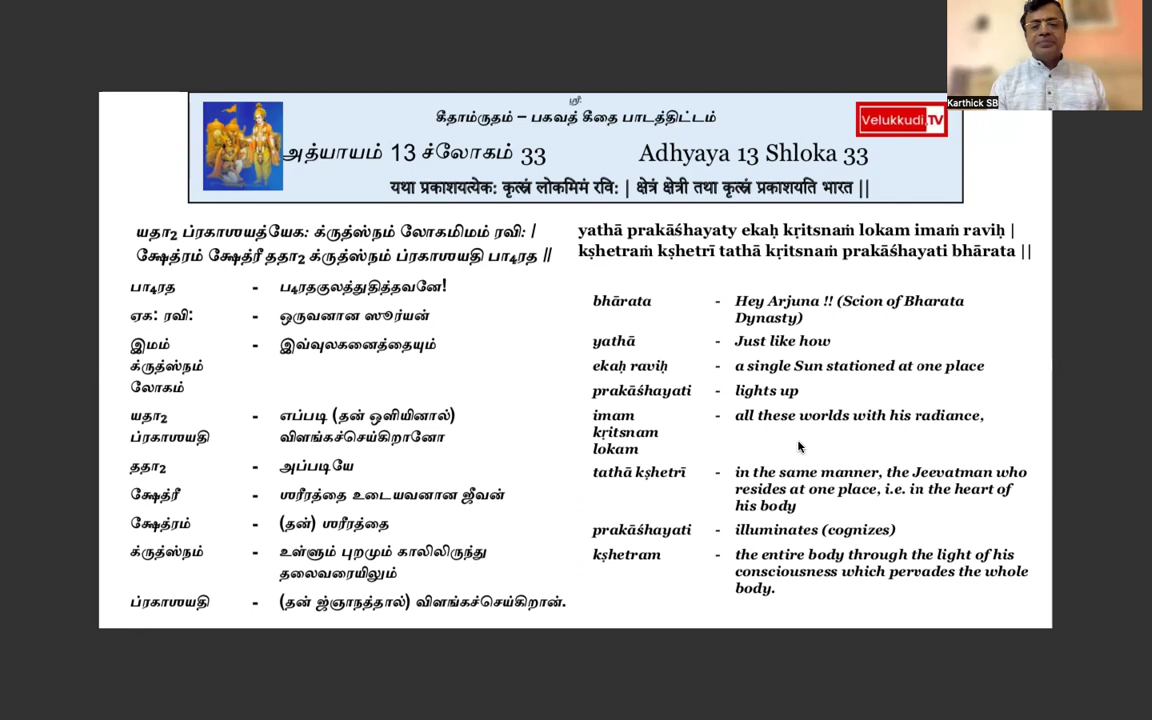 Karthick SB
ஸ்ரீ:
கீதாம்ருதம் – பகவத் கீதை பாடத்திட்டம்
Velukkudi.TV
அத்யாயம் 13 ச்லோகம் 33
Adhyaya 13 Shloka 33
यथा प्रकाशयत्येक: कृत्स्नं लोकमिमं रवि: | क्षेत्रं क्षेत्री तथा कृत्स्नं प्रकाशयति भारत ||
யதா₂ ப்ரகாஶயத்யேக: க்ருத்ஸ்நம் லோகமிமம் ரவி: |
க்ஷேத்ரம் க்ஷேத்ரீ ததா₂ க்ருத்ஸ்நம் ப்ரகாஶயதி பா₄ரத ||
பா₄ரத - ப₄ரதகுலத்துதித்தவனே!
ஏக: ரவி: - ஒருவனான ஸூர்யன்
இமம் - இவ்வுலகனைத்தையும்
க்ருத்ஸ்நம்
லோகம்
யதா₂ - எப்படி (தன் ஒளியினால்)
ப்ரகாஶயதி விளங்கச்செய்கிறானோ
ததா₂ - அப்படியே
க்ஷேத்ரீ - ஶரீரத்தை உடையவனான ஜீவன்
க்ஷேத்ரம் - (தன்) ஶரீரத்தை
க்ருத்ஸ்நம் - உள்ளும் புறமும் காலிலிருந்து
தலைவரையிலும்
ப்ரகாஶயதி - (தன் ஜ்ஞாநத்தால்) விளங்கச்செய்கிறான்.
yathā prakāśhayaty ekaḥ kṛitsnaṁ lokam imaṁ raviḥ |
kṣhetraṁ kṣhetrī tathā kṛitsnaṁ prakāśhayati bhārata ||
bhārata - Hey Arjuna !! (Scion of Bharata
Dynasty)
yathā - Just like how
ekaḥ raviḥ - a single Sun stationed at one place
prakāśhayati - lights up
imam - all these worlds with his radiance,
kṛitsnam
lokam
tathā kṣhetrī - in the same manner, the Jeevatman who
resides at one place, i.e. in the heart of
his body
prakāśhayati - illuminates (cognizes)
kṣhetram - the entire body through the light of his
consciousness which pervades the whole
body.